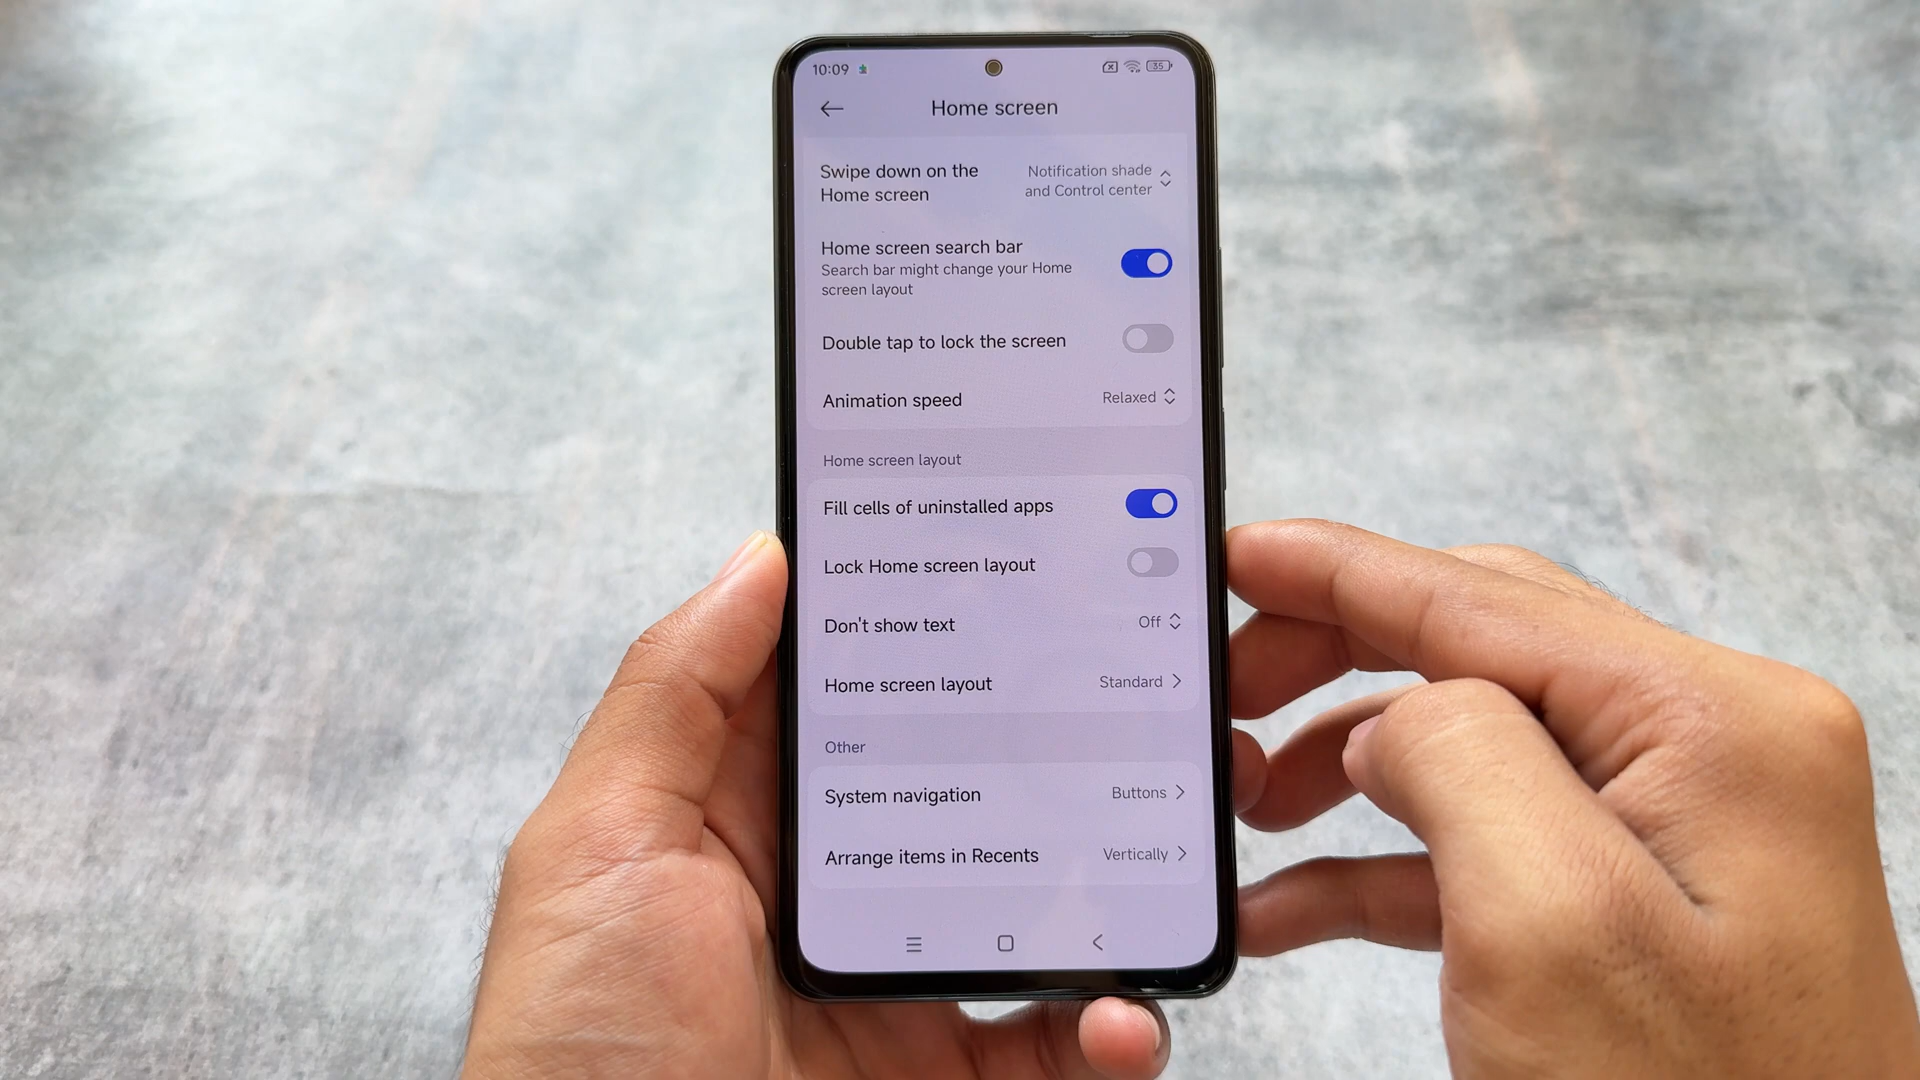 10:09
35
Home screen
Swipe down on the
Home screen
Notification shade
and Control center
Home screen search bar
Search bar might change your Home
screen layout
Double tap to lock the screen
Animation speed
Relaxed
Home screen layout
Fill cells of uninstalled apps
Lock Home screen layout
Don't show text
Off
Home screen layout
Standard
Other
System navigation
Buttons
Arrange items in Recents
Vertically